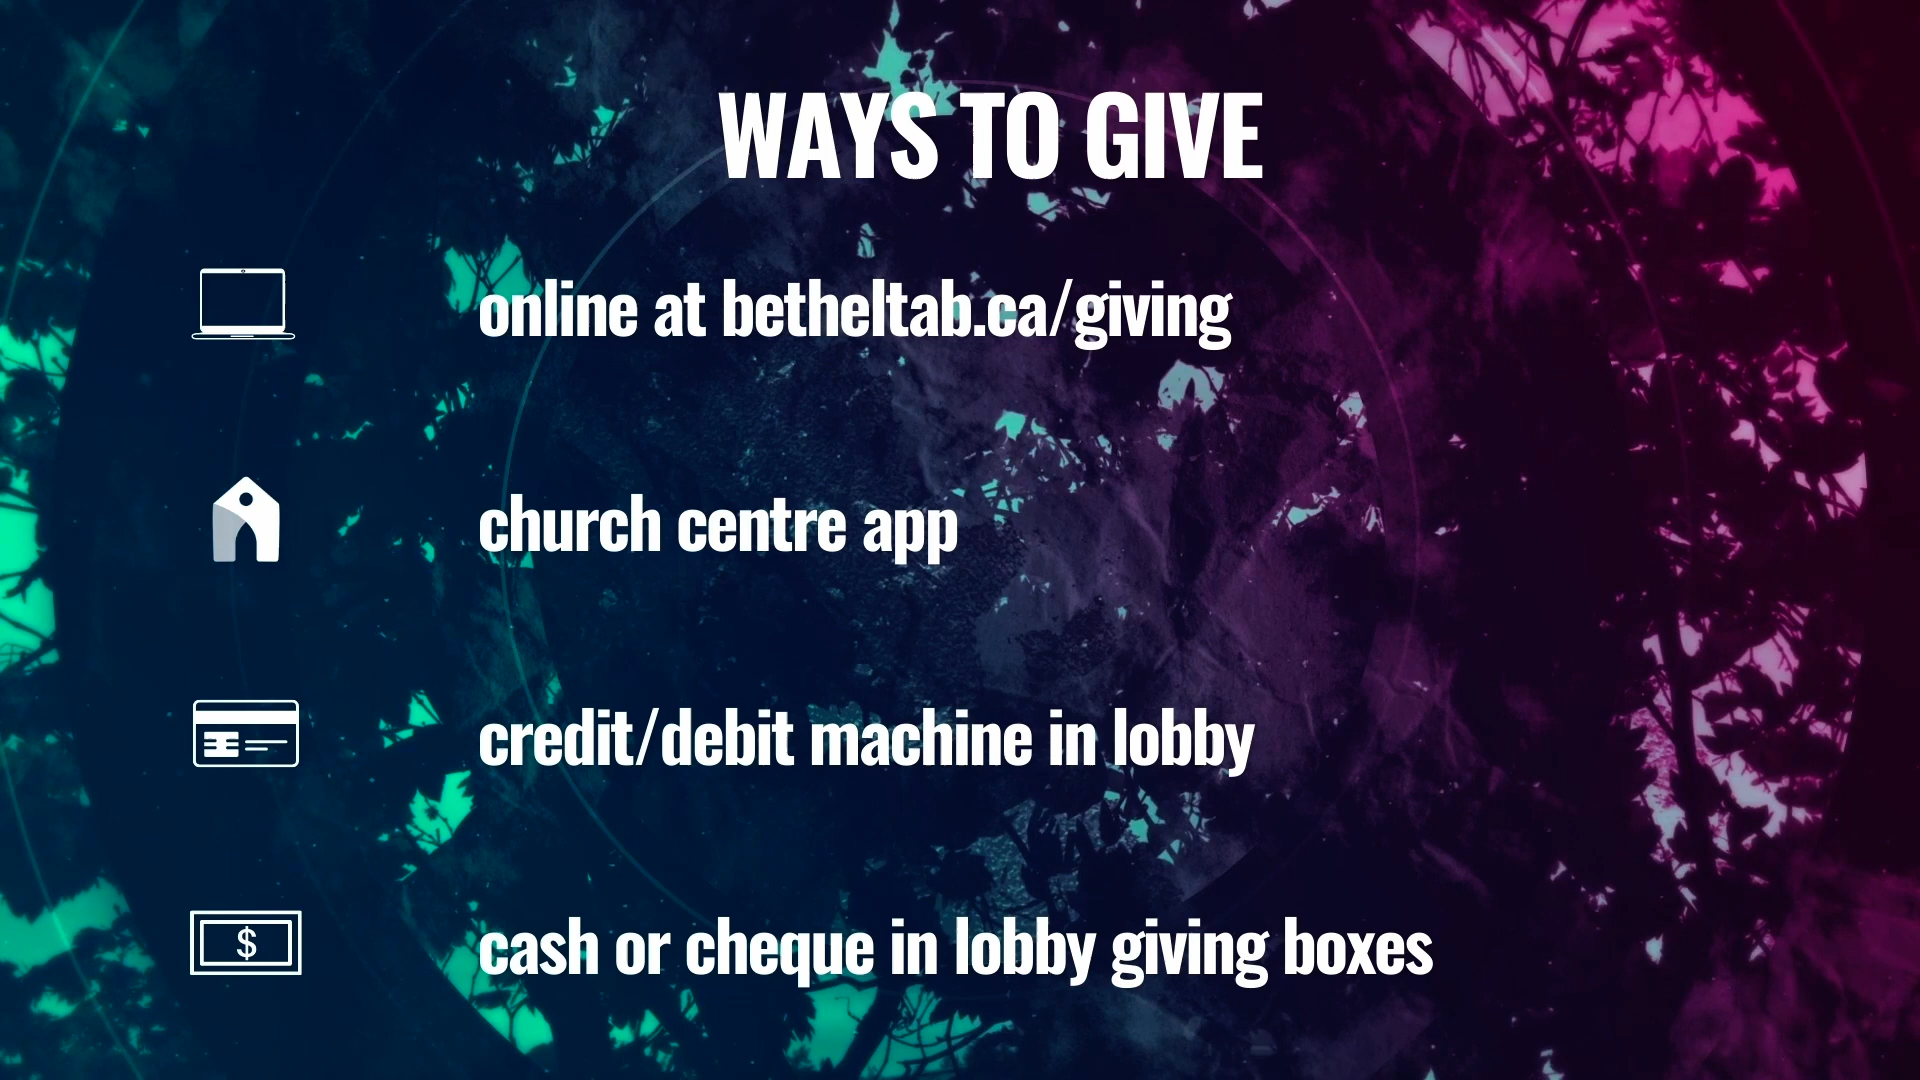 WAYS TO GIVE
online at betheltab.ca/giving
church centre app
credit/debit machine in lobby
$
cash or cheque in lobby giving boxes